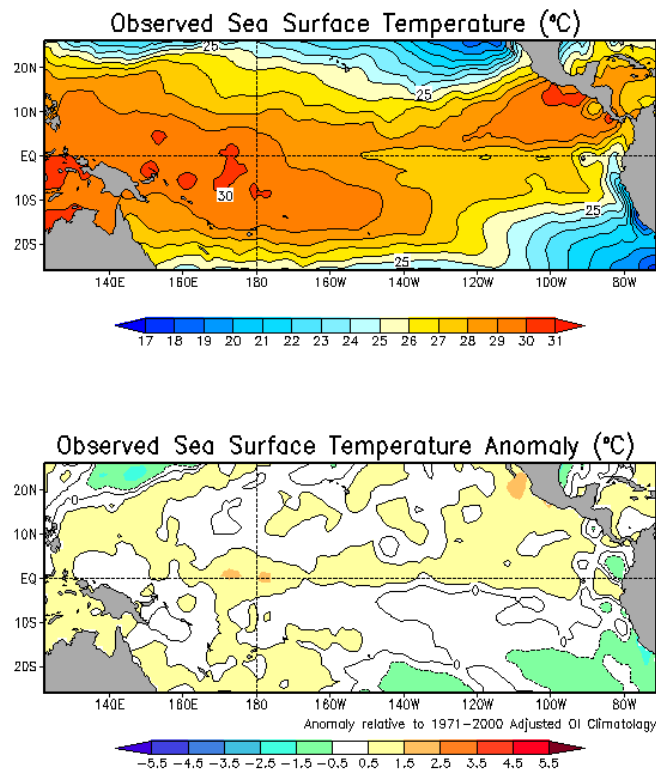 Observed Sea Surface Temperature (°C)
20N
10N
EQ
10S
20S
25
25
30
25
25
140E 160E 180 160W 140W 120W 100W 80W
17 18 19 20 21 22 23 24 25 26 27 28 29 30 31
Observed Sea Surface Temperature Anomaly (°C)
20N
10N
EQ
10S
20S
0
0
0
0
0
0
140E 160E 180 160W 140W 120W 100W 80W
Anomaly relative to 1971-2000 Adjusted OI Climatology
-5.5 -4.5 -3.5 -2.5 -1.5 -0.5 0.5 1.5 2.5 3.5 4.5 5.5